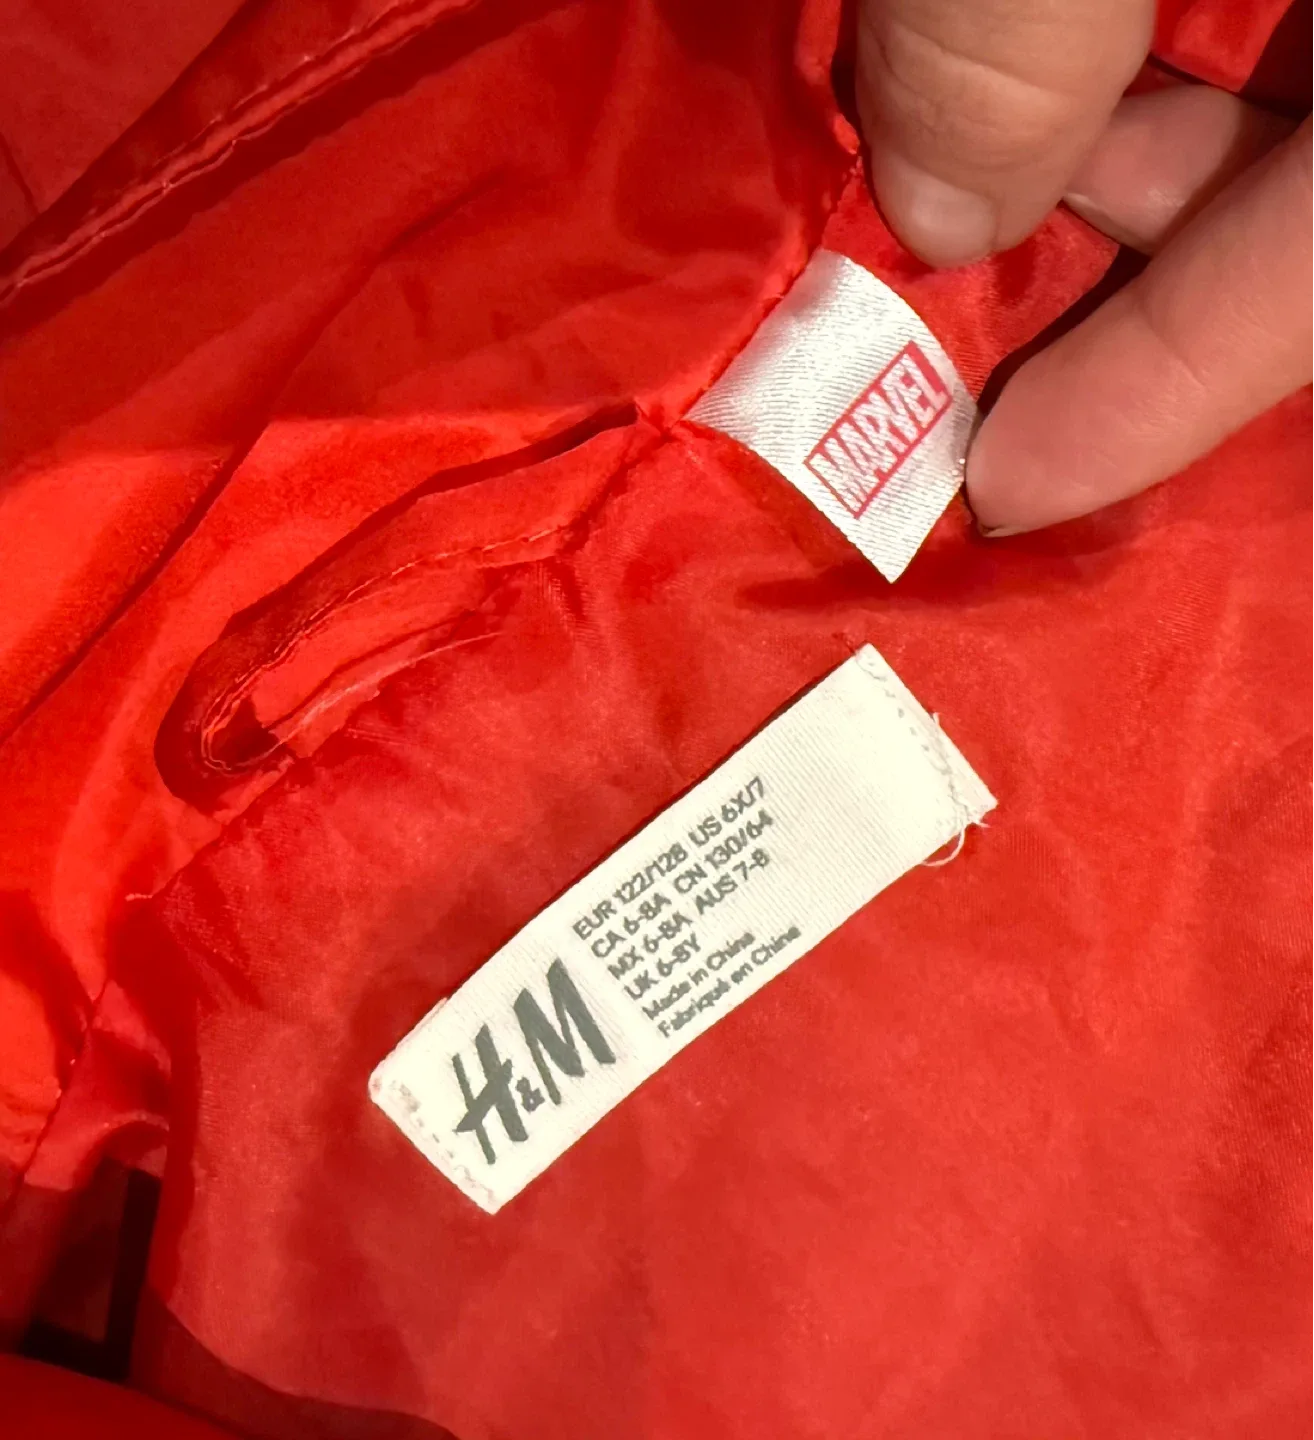 MARVEL
H&M
EUR 122/128 US 6X/7
CA 6-8A CN 130/64
MX 6-8A AUS 7-8
UK 6-8Y
Made in China
Fabriqué en Chine